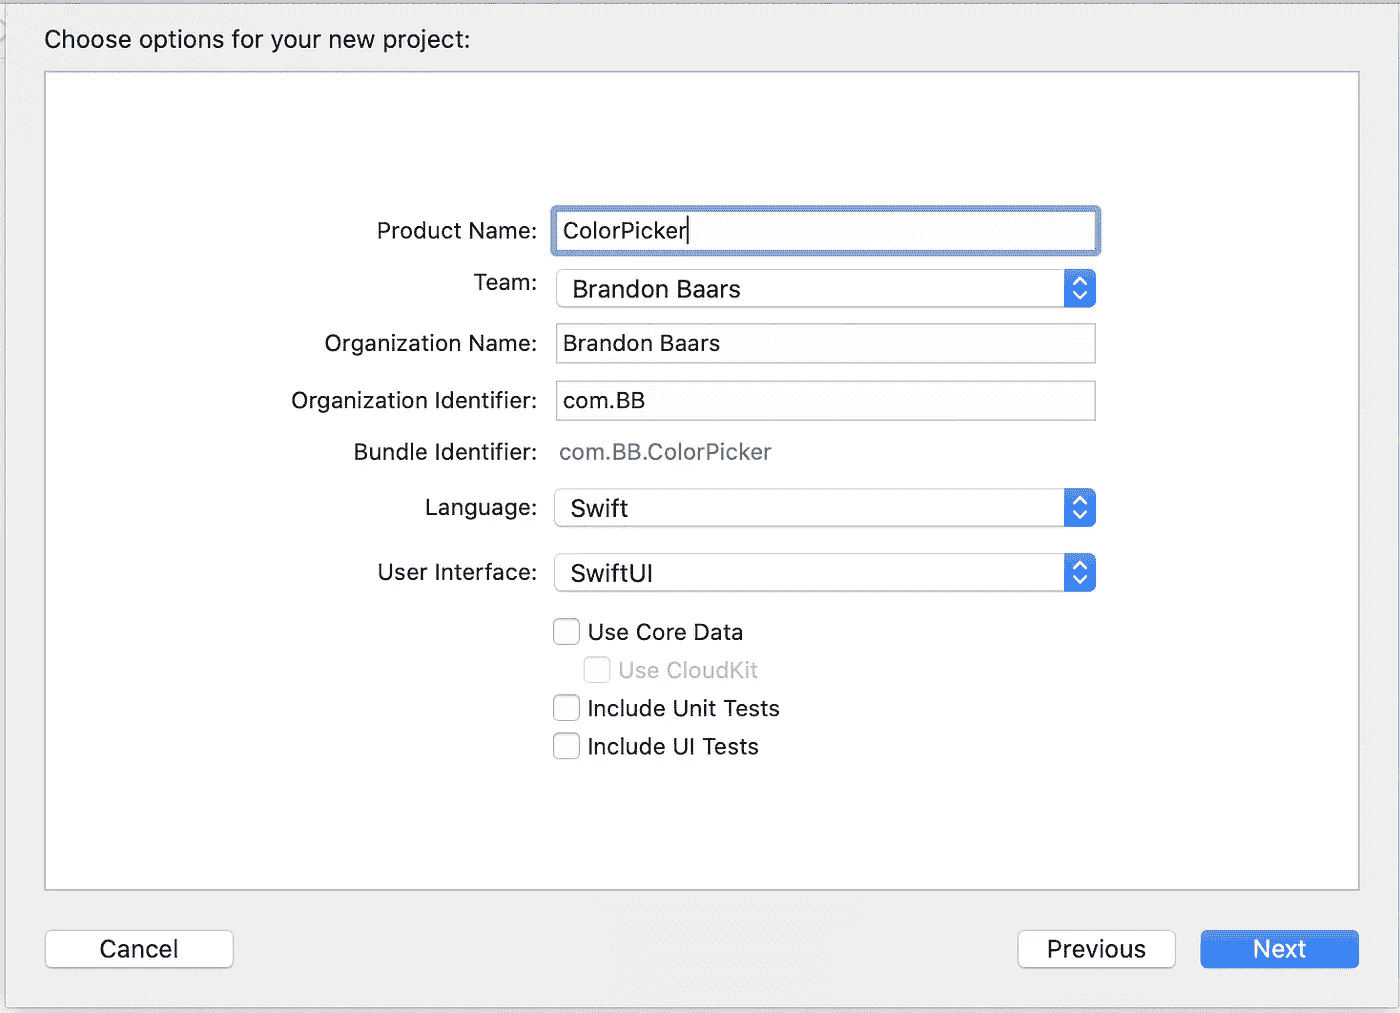 Choose options for your new project:
Product Name: ColorPicker
Team: Brandon Baars
Organization Name: Brandon Baars
Organization Identifier: com.BB
Bundle Identifier: com.BB.ColorPicker
Language: Swift
User Interface: SwiftUI
Use Core Data
Use CloudKit
Include Unit Tests
Include UI Tests
Cancel Previous Next